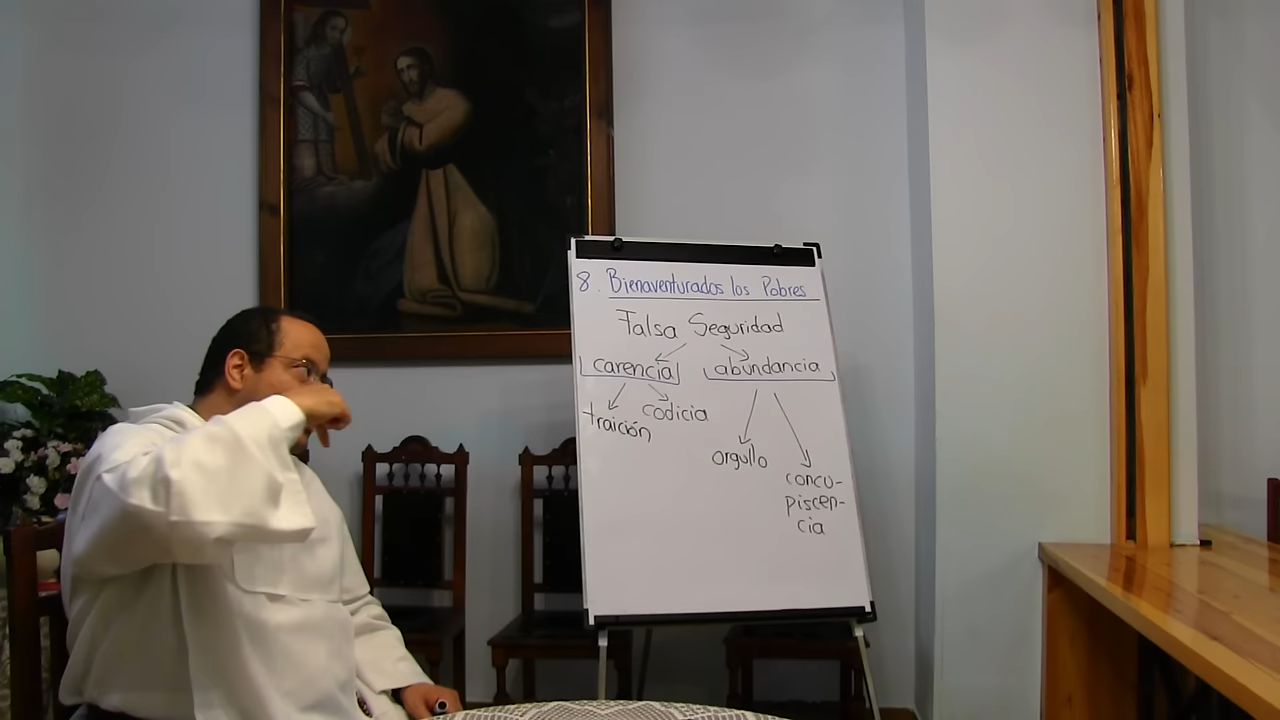 8. Bienaventurados los Pobres
Falsa Seguridad
carencia abundancia
traición codicia
orgullo
concu-
piscen-
cia